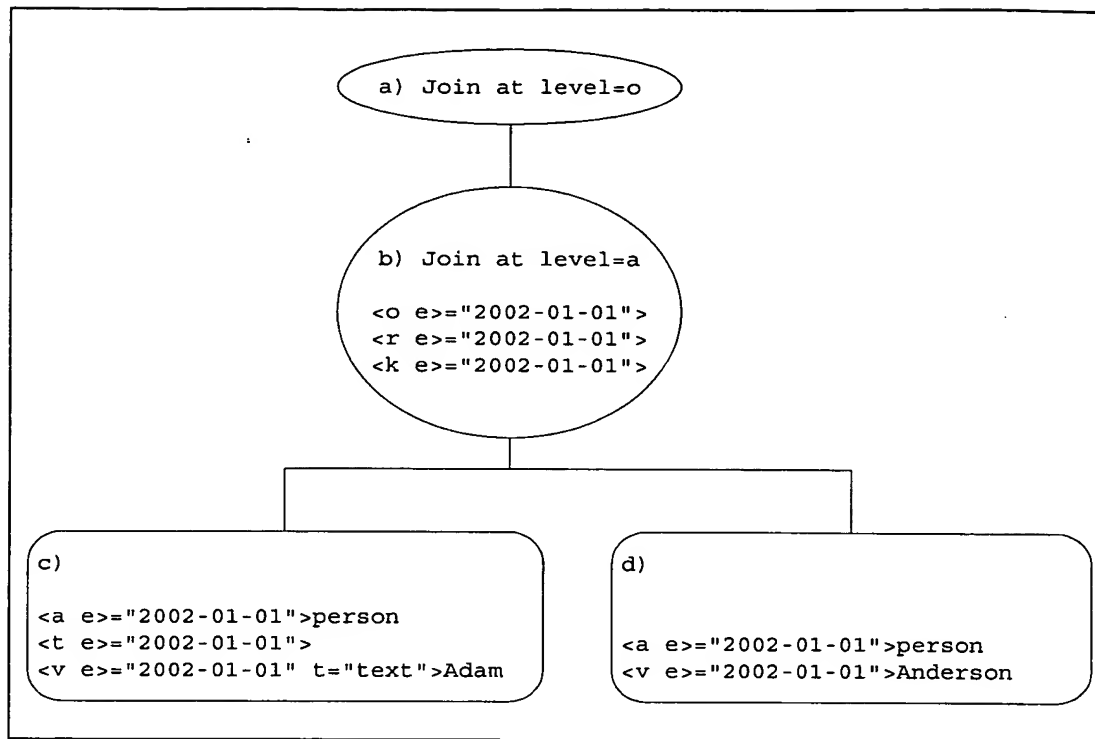 a) Join at level=o
b) Join at level=a
<o e>="2002-01-01">
<r e>="2002-01-01">
<k e>="2002-01-01">
c)
<a e>="2002-01-01">person
<t e>="2002-01-01">
<v e>="2002-01-01" t="text">Adam
d)
<a e>="2002-01-01">person
<v e>="2002-01-01">Anderson